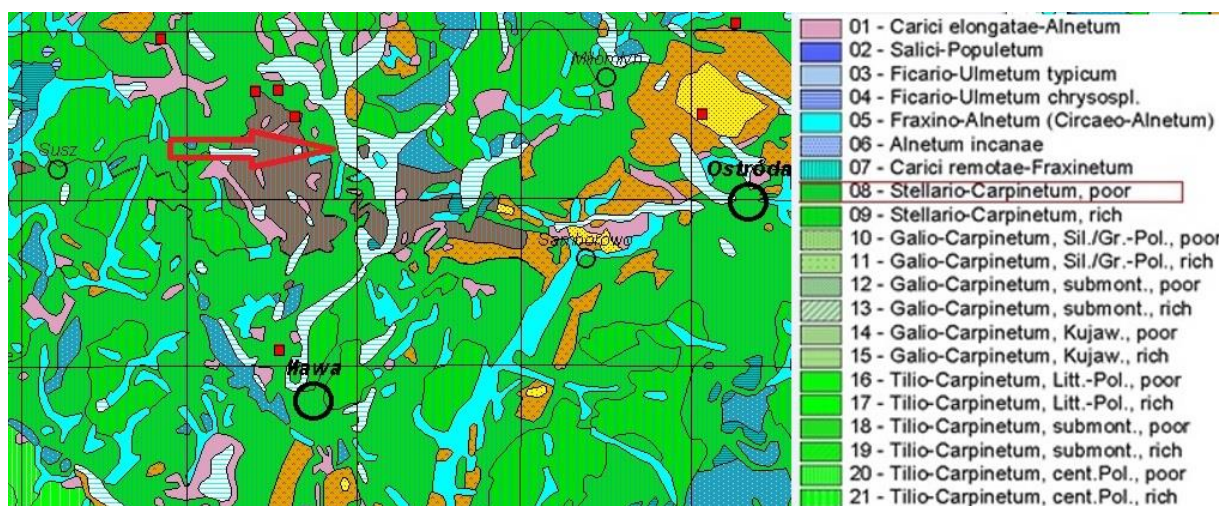 Miłomłyn
Susz
Ostróda
Samborowo
Iława
01 - Carici elongatae-Alnetum
02 - Salici-Populetum
03 - Ficario-Ulmetum typicum
04 - Ficario-Ulmetum chrysospl.
05 - Fraxino-Alnetum (Circaeo-Alnetum)
06 - Alnetum incanae
07 - Carici remotae-Fraxinetum
08 - Stellario-Carpinetum, poor
09 - Stellario-Carpinetum, rich
10 - Galio-Carpinetum, Sil./Gr.-Pol., poor
11 - Galio-Carpinetum, Sil./Gr.-Pol., rich
12 - Galio-Carpinetum, submont., poor
13 - Galio-Carpinetum, submont., rich
14 - Galio-Carpinetum, Kujaw., poor
15 - Galio-Carpinetum, Kujaw., rich
16 - Tilio-Carpinetum, Litt.-Pol., poor
17 - Tilio-Carpinetum, Litt.-Pol., rich
18 - Tilio-Carpinetum, submont., poor
19 - Tilio-Carpinetum, submont., rich
20 - Tilio-Carpinetum, cent.Pol., poor
21 - Tilio-Carpinetum, cent.Pol., rich